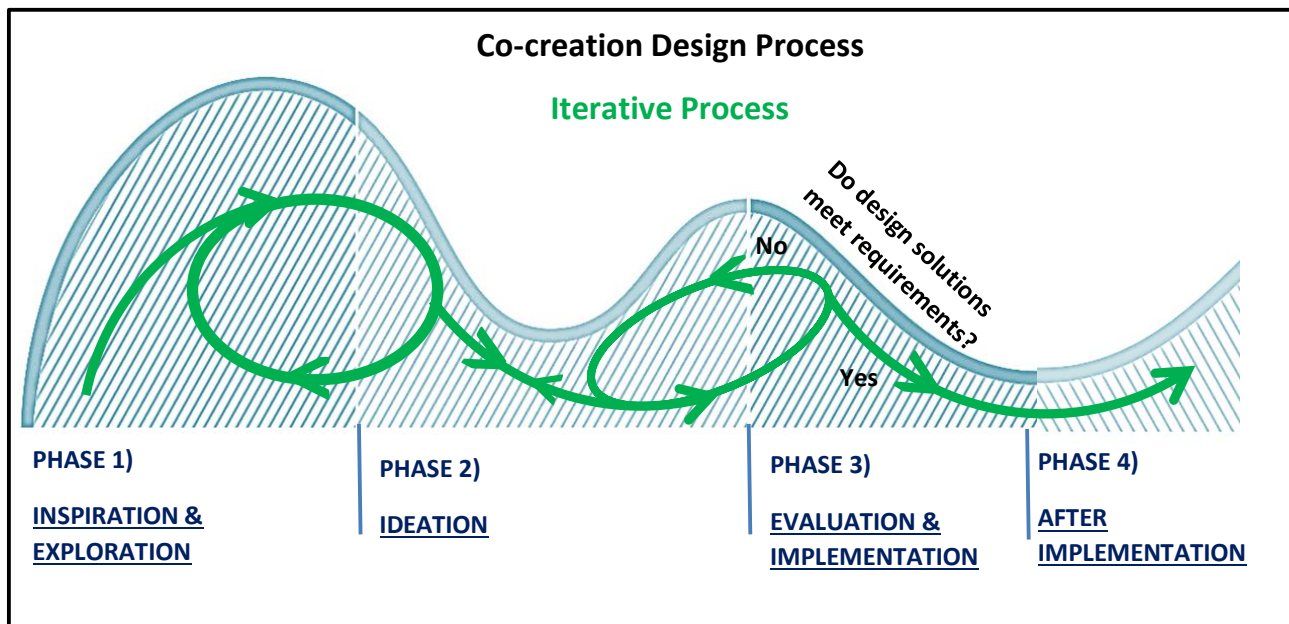 Co-creation Design Process
Iterative Process
Do design solutions
meet requirements?
No
Yes
PHASE 1)
INSPIRATION &
EXPLORATION
PHASE 2)
IDEATION
PHASE 3)
EVALUATION &
IMPLEMENTATION
PHASE 4)
AFTER
IMPLEMENTATION